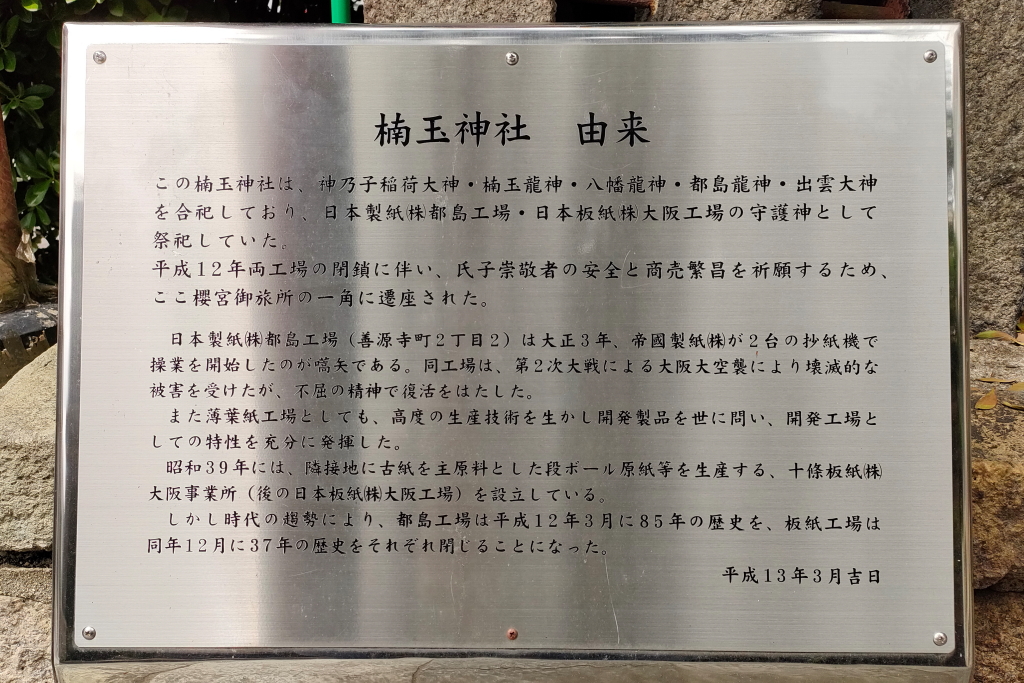 楠玉神社　由来
この楠玉神社は、神乃子稲荷大神・楠玉龍神・八幡龍神・都島龍神・出雲大神
を合祀しており、日本製紙㈱都島工場・日本板紙㈱大阪工場の守護神として
祭祀していた。
平成12年両工場の閉鎖に伴い、氏子崇敬者の安全と商売繁昌を祈願するため、
ここ櫻宮御旅所の一角に遷座された。
日本製紙㈱都島工場（善源寺町2丁目2）は大正3年、帝國製紙㈱が2台の抄紙機で
操業を開始したのが嚆矢である。同工場は、第2次大戦による大阪大空襲により壊滅的な
被害を受けたが、不屈の精神で復活をはたした。
また薄葉紙工場としても、高度の生産技術を生かし開発製品を世に問い、開発工場と
しての特性を充分に発揮した。
昭和39年には、隣接地に古紙を主原料とした段ボール原紙等を生産する、十條板紙㈱
大阪事業所（後の日本板紙㈱大阪工場）を設立している。
しかし時代の趨勢により、都島工場は平成12年3月に85年の歴史を、板紙工場は
同年12月に37年の歴史をそれぞれ閉じることになった。
平成13年3月吉日